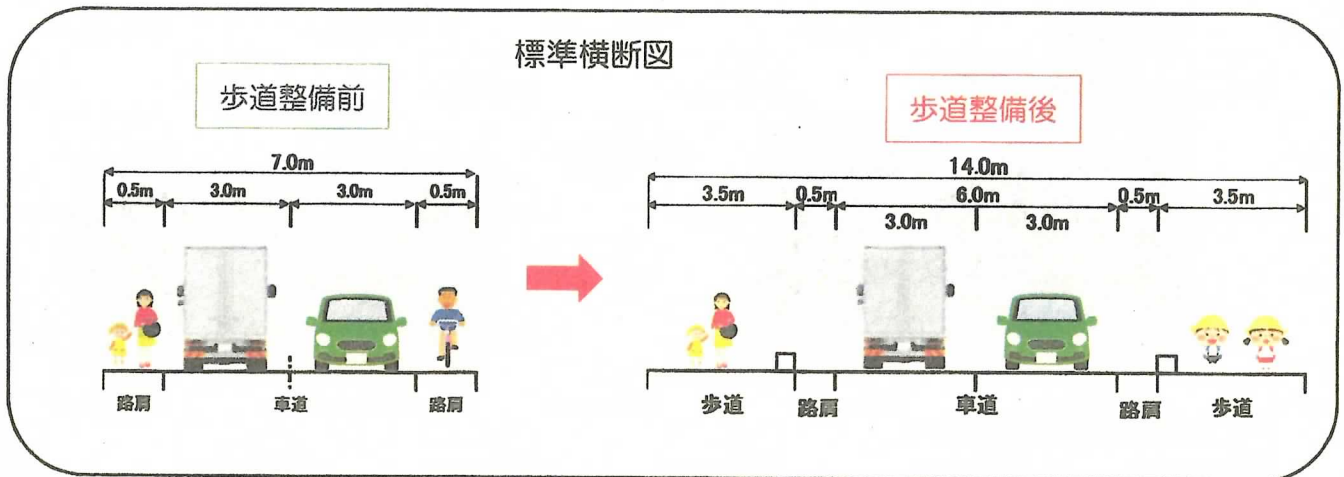 標準横断図
歩道整備前
7.0m
0.5m 3.0m 3.0m 0.5m
路肩 車道 路肩
歩道整備後
14.0m
3.5m 0.5m 6.0m 0.5m 3.5m
3.0m 3.0m
歩道 路肩 車道 路肩 歩道